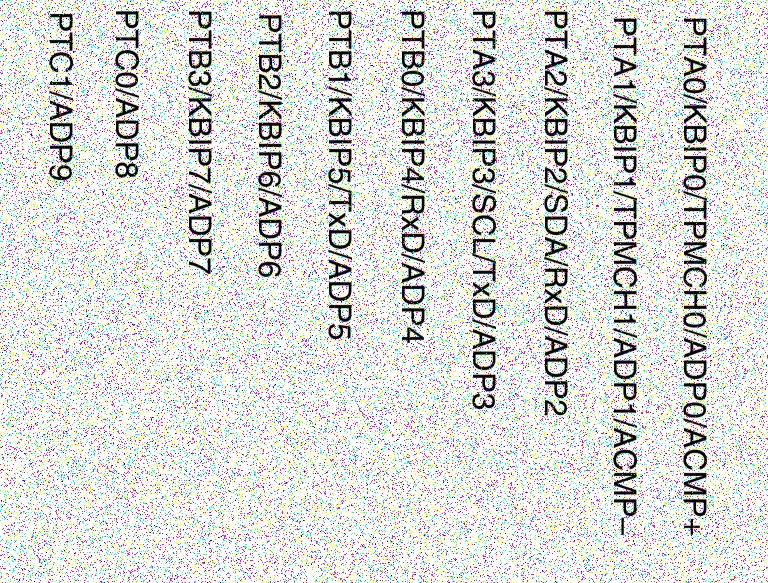 PTA0/KBIP0/TPMCH0/ADP0/ACMP+
PTA1/KBIP1/TPMCH1/ADP1/ACMP–
PTA2/KBIP2/SDA/RxD/ADP2
PTA3/KBIP3/SCL/TxD/ADP3
PTB0/KBIP4/RxD/ADP4
PTB1/KBIP5/TxD/ADP5
PTB2/KBIP6/ADP6
PTB3/KBIP7/ADP7
PTC0/ADP8
PTC1/ADP9